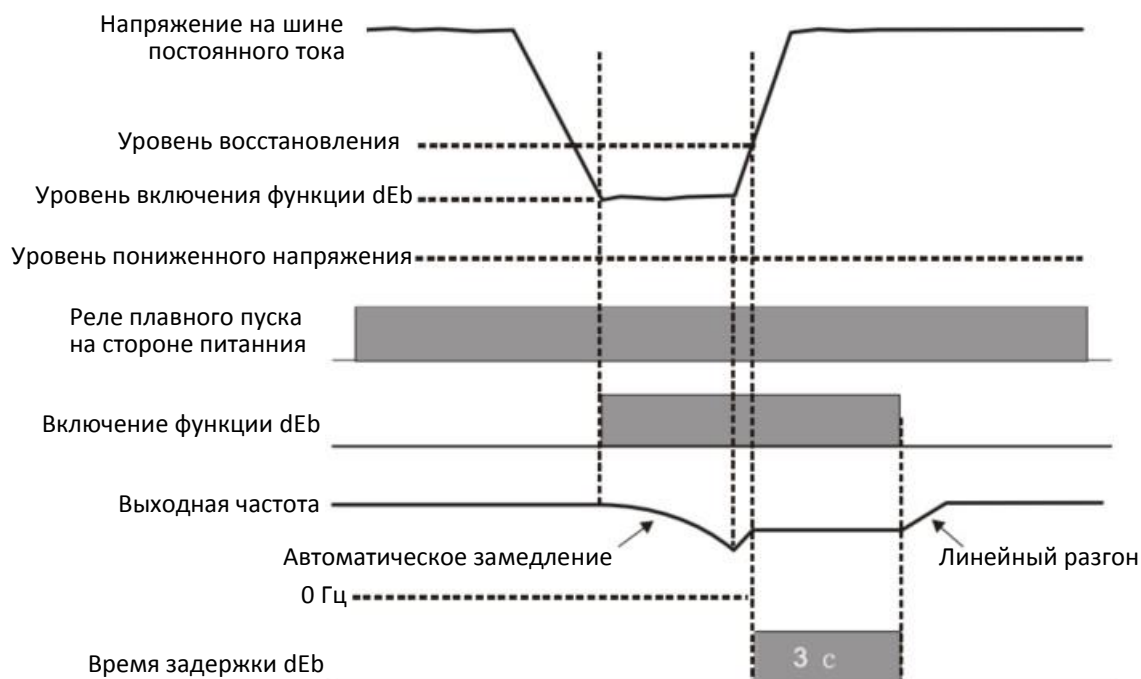 Напряжение на шине
постоянного тока
Уровень восстановления
Уровень включения функции dEb
Уровень пониженного напряжения
Реле плавного пуска
на стороне питанния
Включение функции dEb
Выходная частота
Автоматическое замедление
Линейный разгон
0 Гц
3 с
Время задержки dEb